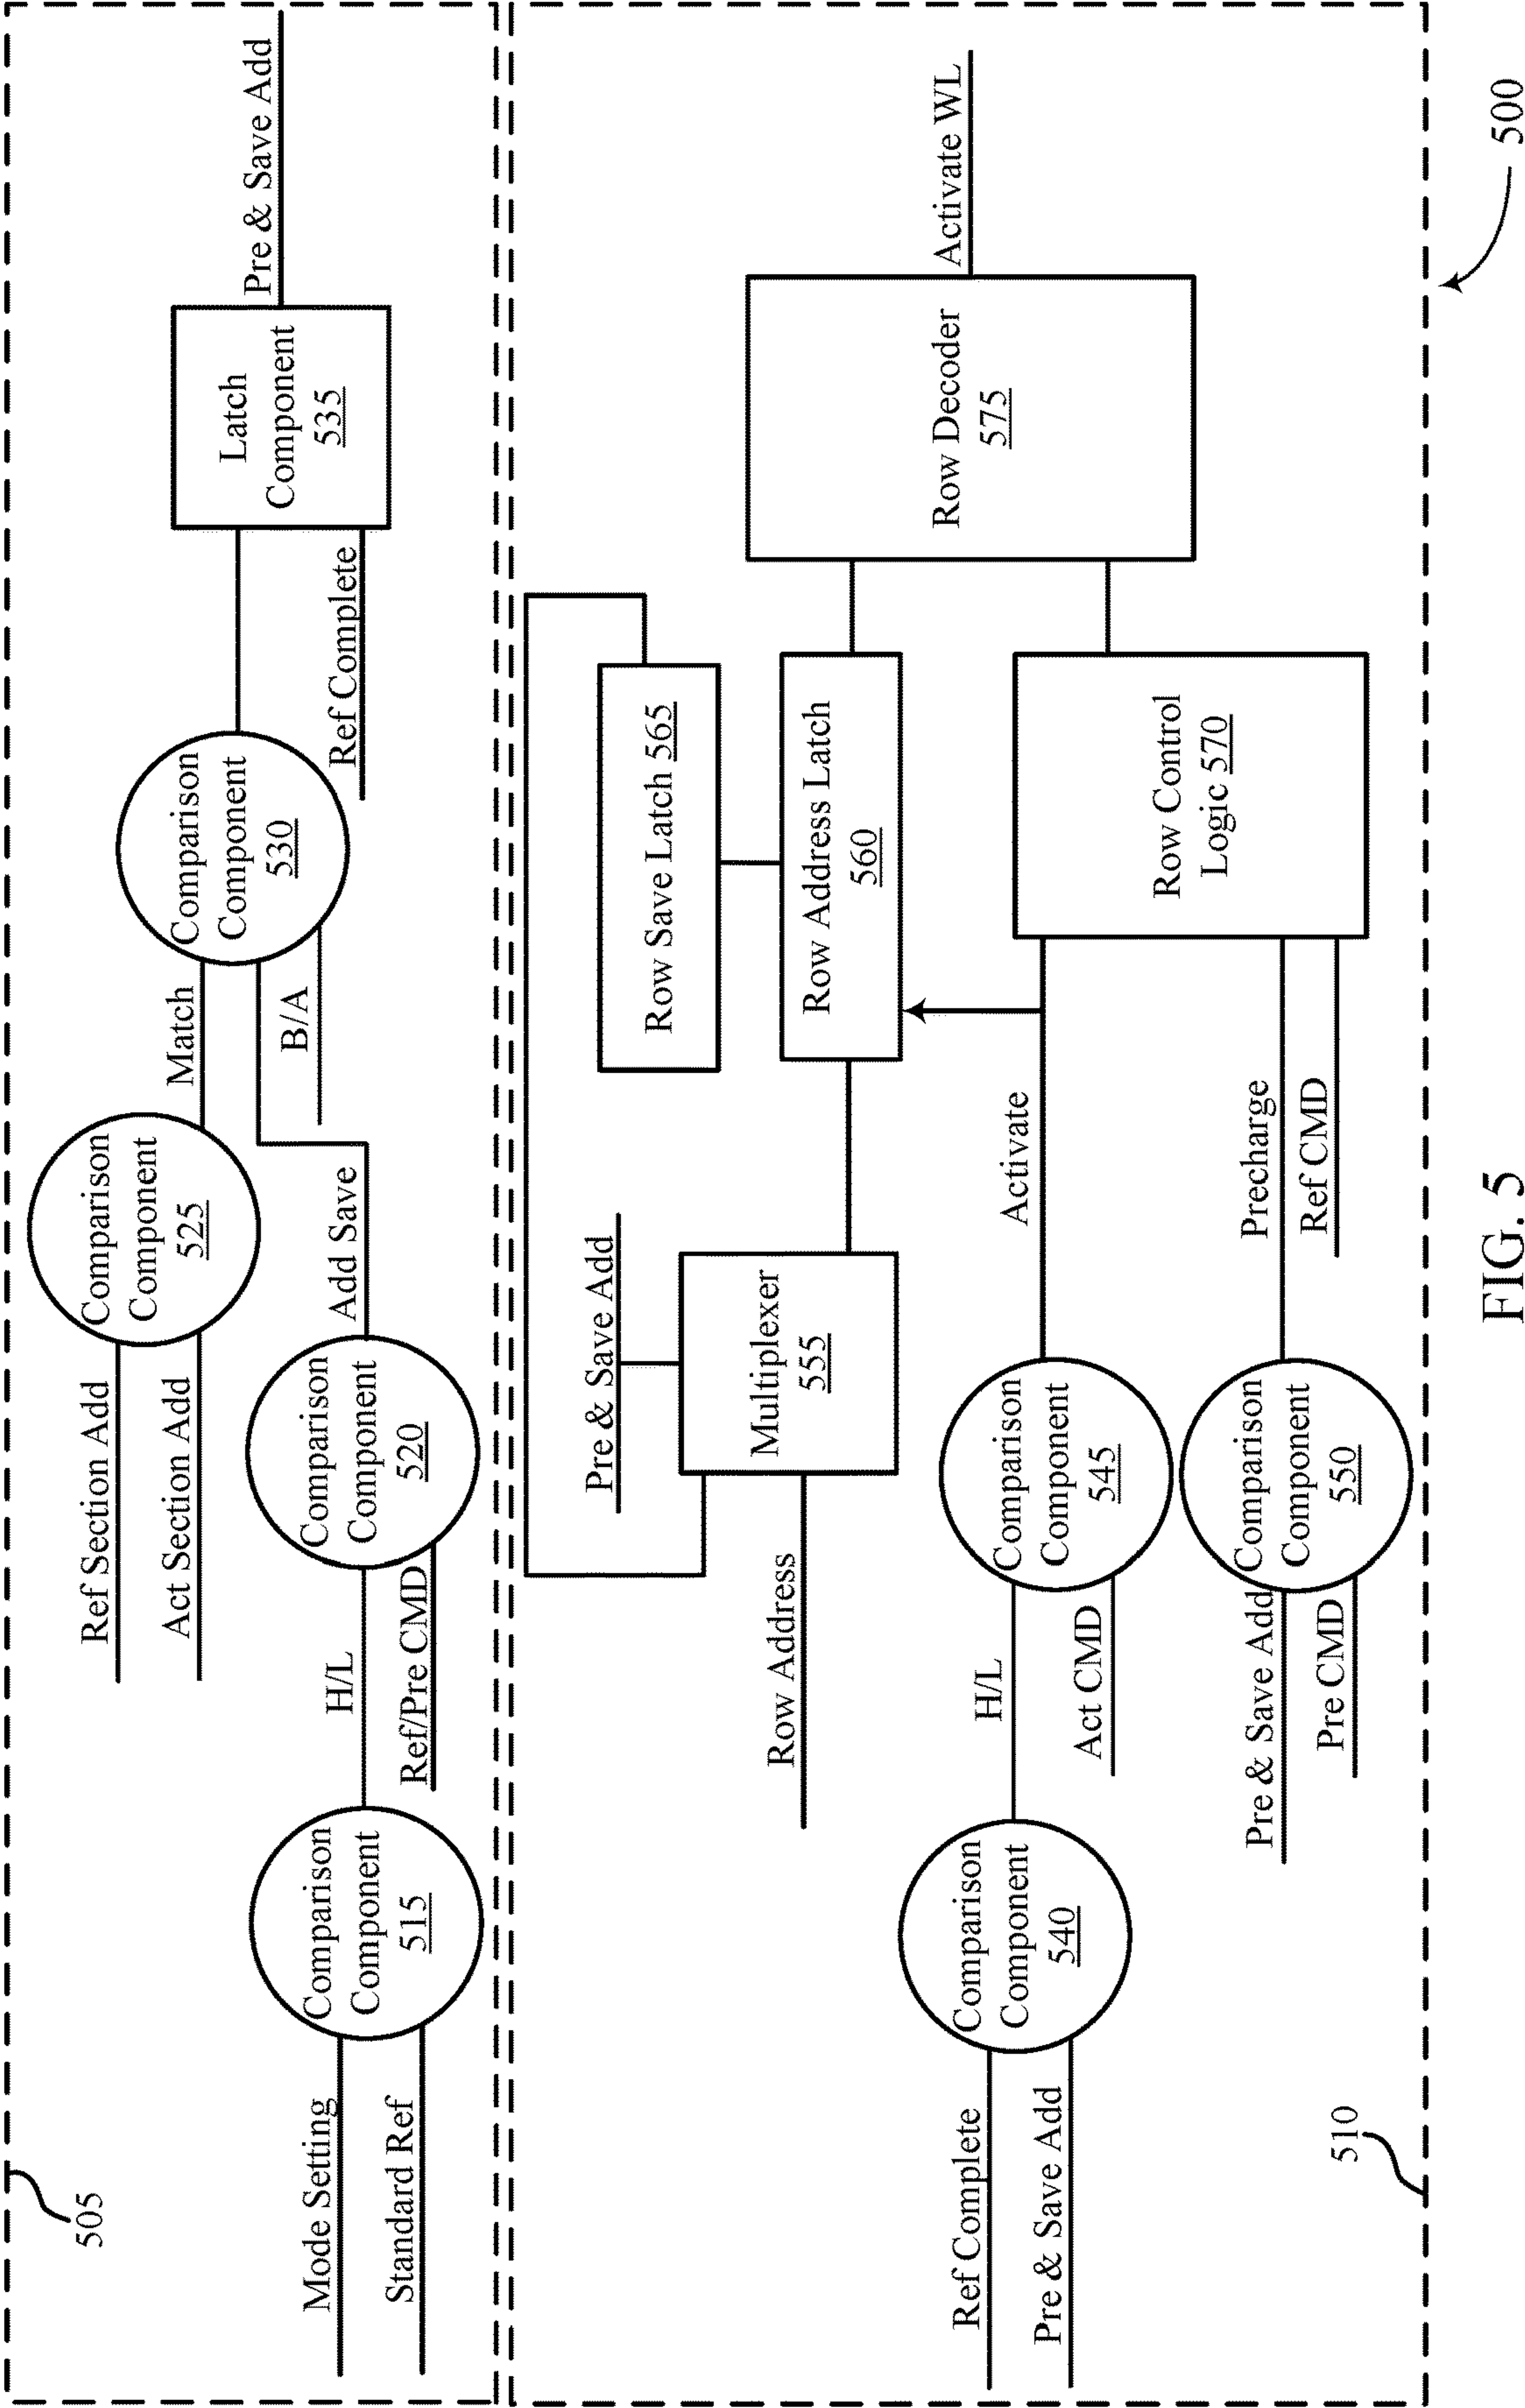 505
Mode Setting
Standard Ref
Comparison
Component
515
H/L
Ref/Pre CMD
Comparison
Component
520
Add Save
Ref Section Add
Act Section Add
Comparison
Component
525
Match
B/A
Comparison
Component
530
Ref Complete
Latch
Component
535
Pre & Save Add
510
Ref Complete
Pre & Save Add
Comparison
Component
540
H/L
Act CMD
Comparison
Component
545
Activate
Pre & Save Add
Pre CMD
Comparison
Component
550
Precharge
Ref CMD
Row Address
Pre & Save Add
Multiplexer
555
Row Save Latch 565
Row Address Latch
560
Row Control
Logic 570
Row Decoder
575
Activate WL
500
FIG. 5